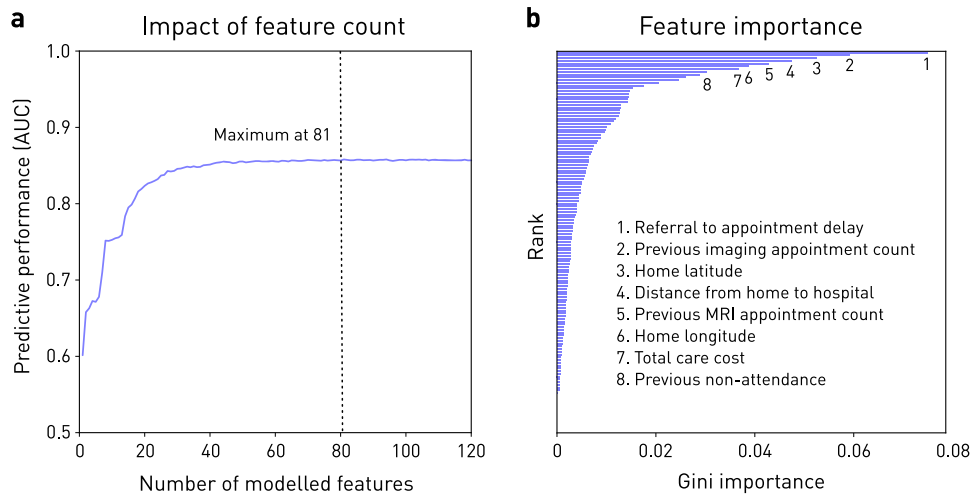 a
Impact of feature count
1.0
0.9
0.8
0.7
0.6
0.5
Predictive performance (AUC)
Maximum at 81
0
20
40
60
80
100
120
Number of modelled features
b
Feature importance
1
2
3
4
5
6
7
8
Rank
1. Referral to appointment delay
2. Previous imaging appointment count
3. Home latitude
4. Distance from home to hospital
5. Previous MRI appointment count
6. Home longitude
7. Total care cost
8. Previous non-attendance
0
0.02
0.04
0.06
0.08
Gini importance